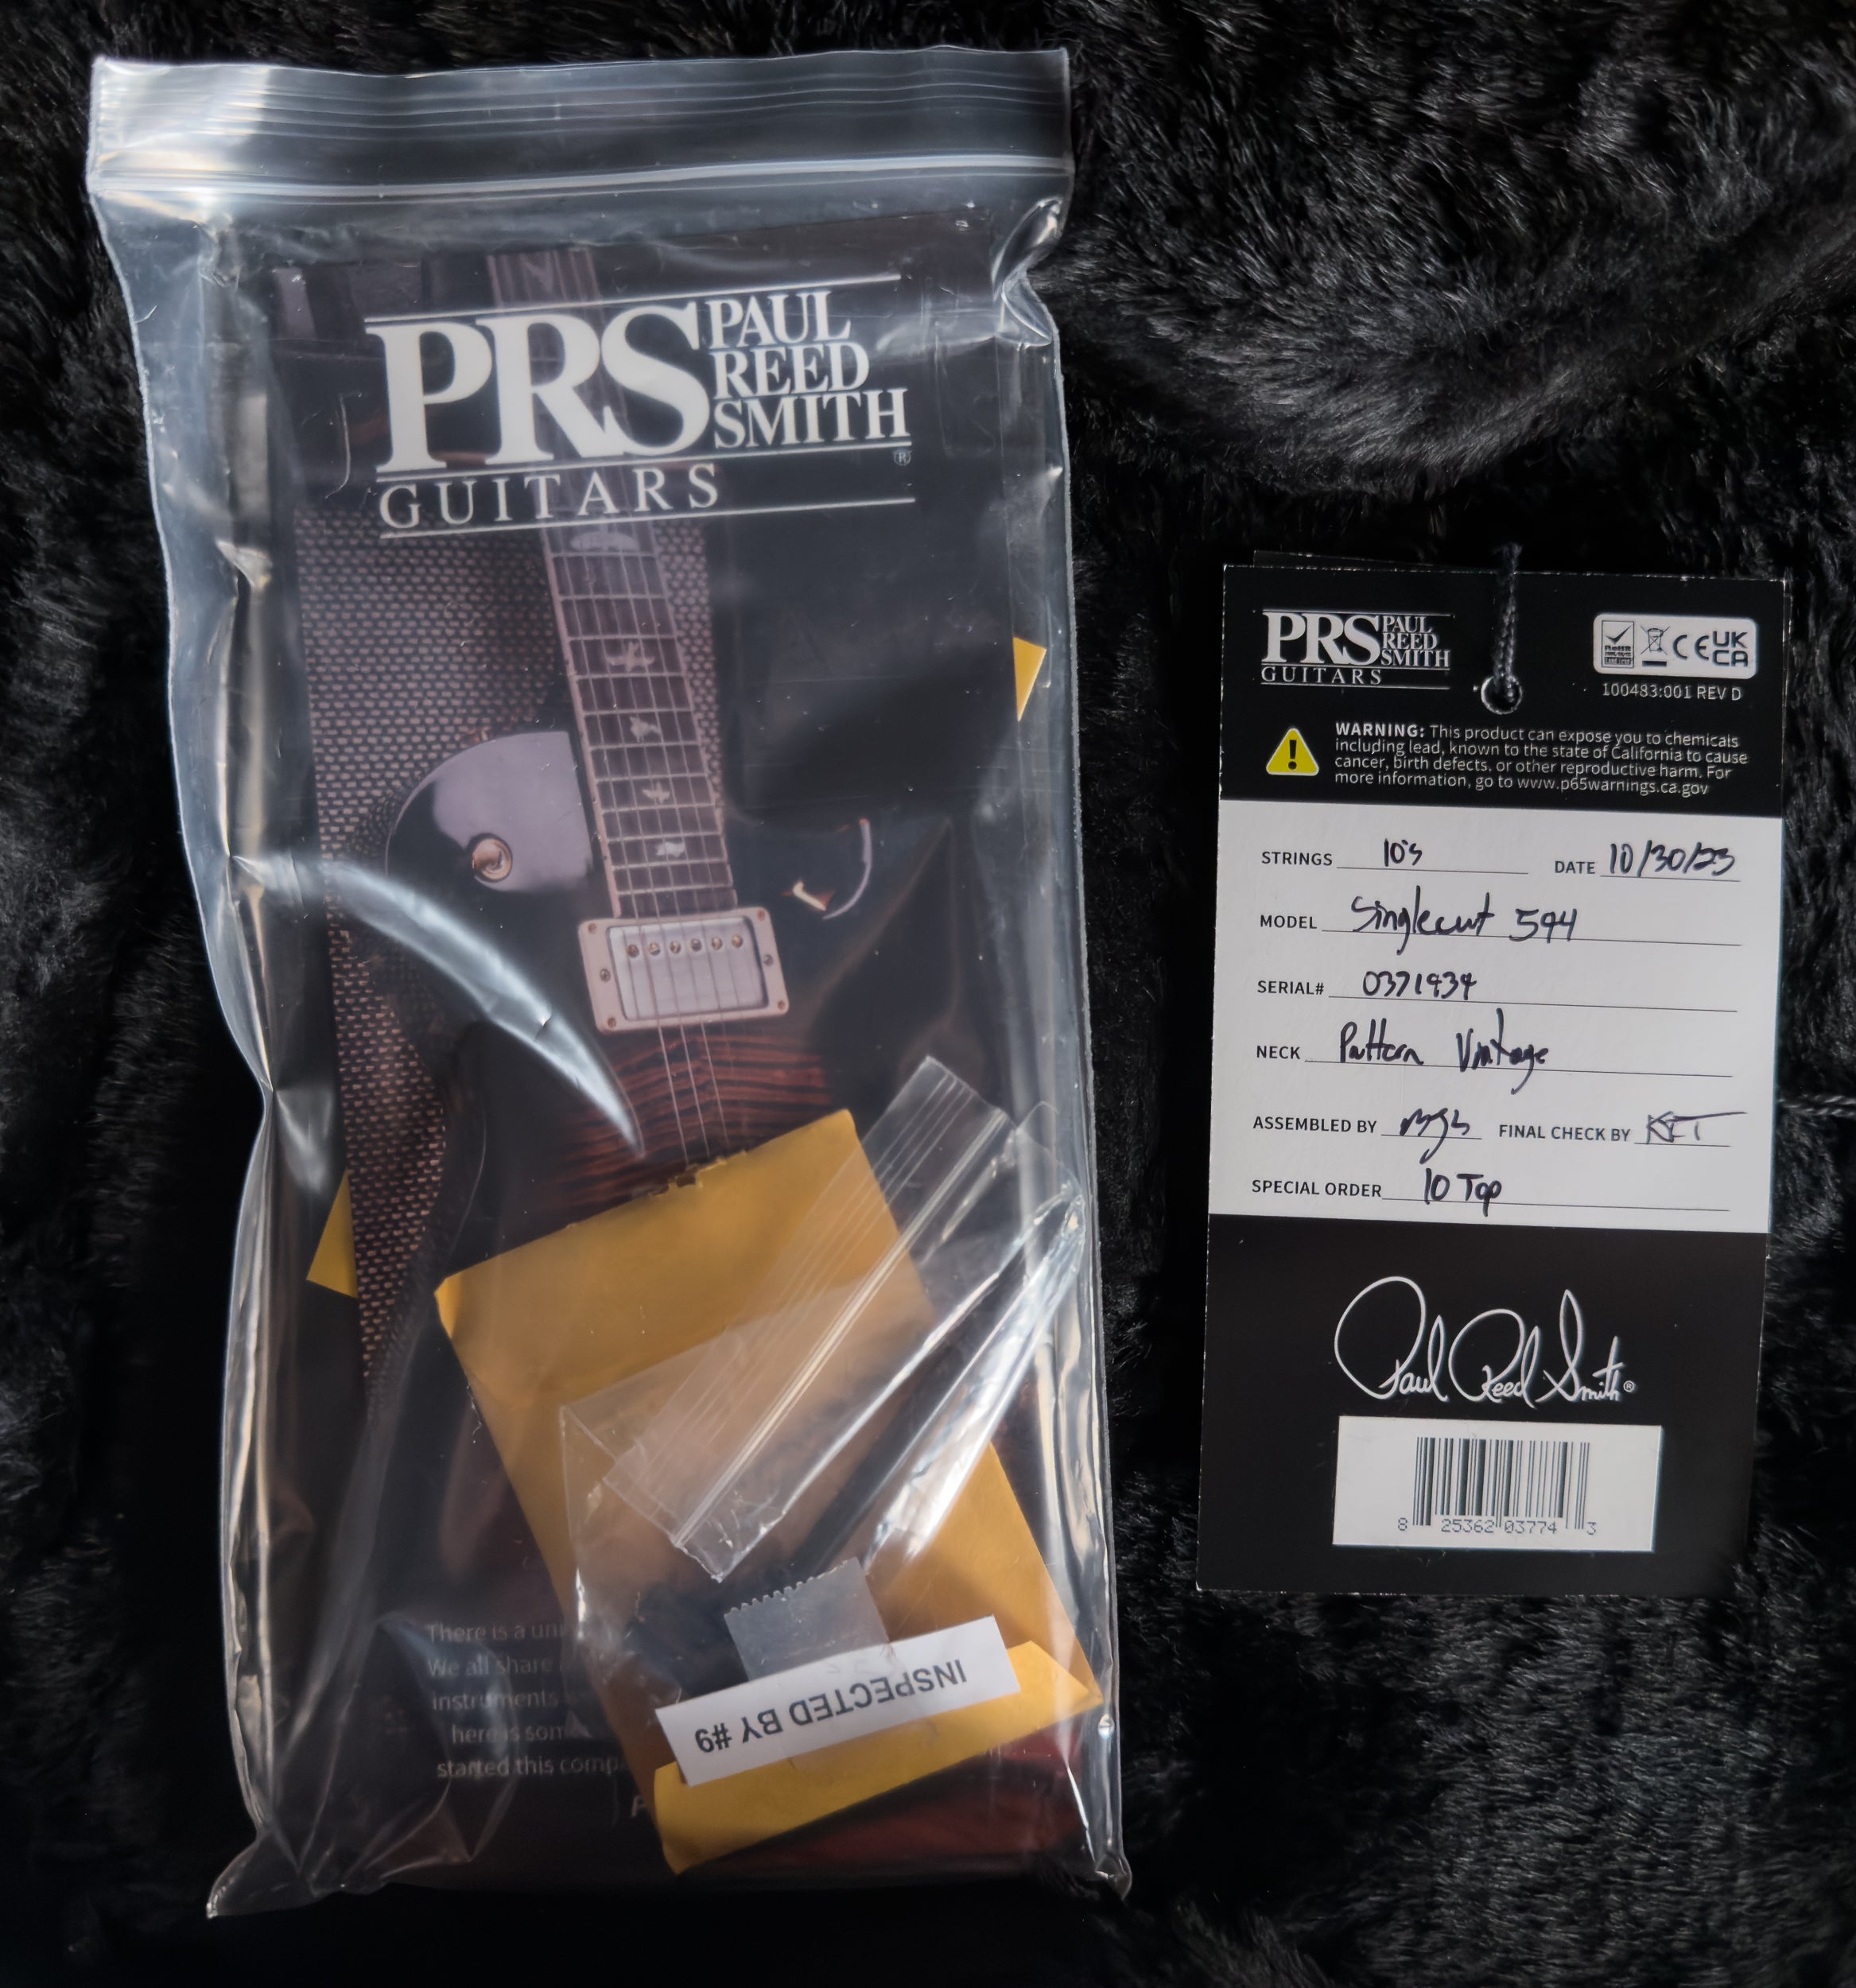 PRS PAUL
REED
SMITH
®
GUITARS
There is a uni
We all share
instruments
here is som
started this comp
INSPECTED BY #9
PRS PAUL
REED
SMITH
GUITARS
RoHS
CE UK
CA
100483:001 REV D
WARNING: This product can expose you to chemicals
including lead, known to the state of California to cause
cancer, birth defects, or other reproductive harm. For
more information, go to www.p65warnings.ca.gov
STRINGS 10's DATE 10/30/23
MODEL Singlecut 594
SERIAL# 0371934
NECK Pattern Vintage
ASSEMBLED BY FINAL CHECK BY
SPECIAL ORDER 10 Top
Paul Reed Smith®
8 25362 03774 3